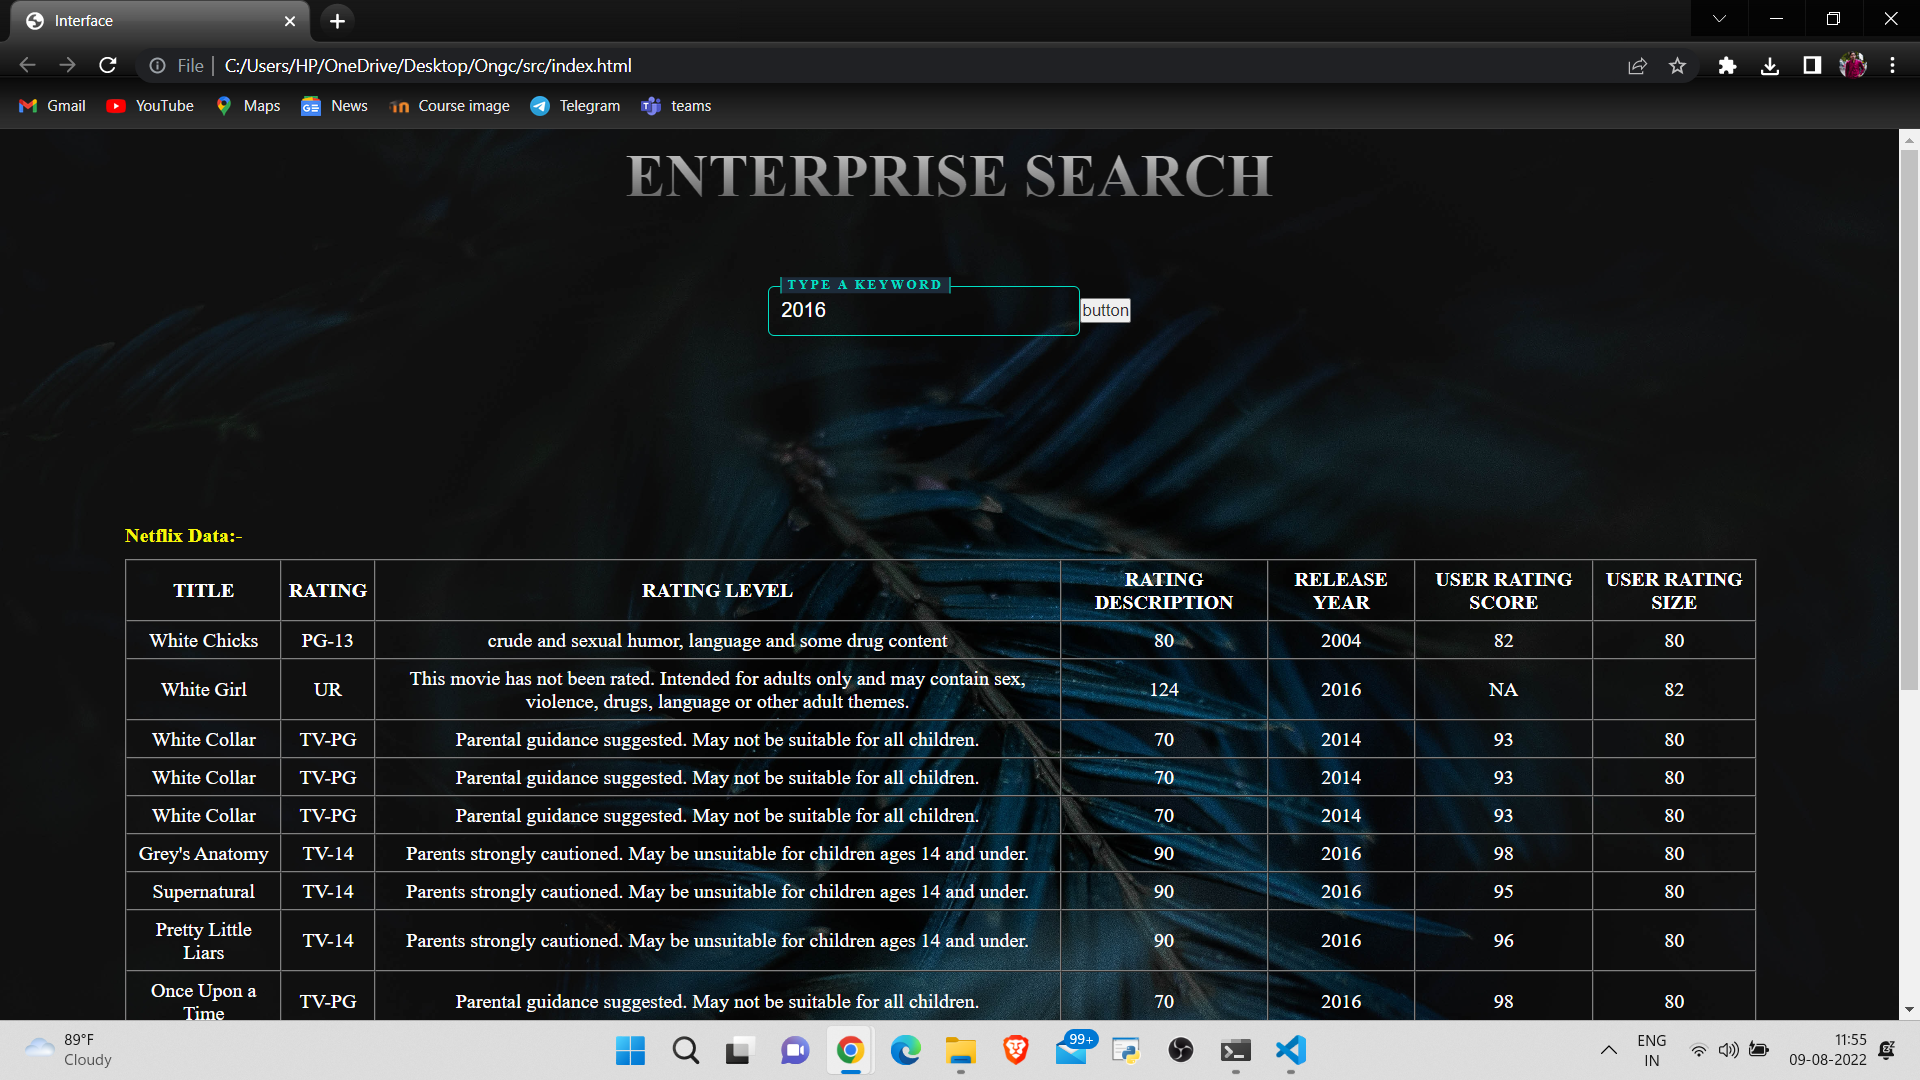 Interface
File
C:/Users/HP/OneDrive/Desktop/Ongc/src/index.html
Gmail YouTube Maps News Course image Telegram teams
ENTERPRISE SEARCH
TYPE A KEYWORD
2016
button
Netflix Data:-
TITLE RATING RATING LEVEL RATING DESCRIPTION RELEASE YEAR USER RATING SCORE USER RATING SIZE
White Chicks PG-13 crude and sexual humor, language and some drug content 80 2004 82 80
White Girl UR This movie has not been rated. Intended for adults only and may contain sex, violence, drugs, language or other adult themes. 124 2016 NA 82
White Collar TV-PG Parental guidance suggested. May not be suitable for all children. 70 2014 93 80
White Collar TV-PG Parental guidance suggested. May not be suitable for all children. 70 2014 93 80
White Collar TV-PG Parental guidance suggested. May not be suitable for all children. 70 2014 93 80
Grey's Anatomy TV-14 Parents strongly cautioned. May be unsuitable for children ages 14 and under. 90 2016 98 80
Supernatural TV-14 Parents strongly cautioned. May be unsuitable for children ages 14 and under. 90 2016 95 80
Pretty Little Liars TV-14 Parents strongly cautioned. May be unsuitable for children ages 14 and under. 90 2016 96 80
Once Upon a Time TV-PG Parental guidance suggested. May not be suitable for all children. 70 2016 98 80
89°F
Cloudy
99+
ENG
IN
11:55
09-08-2022